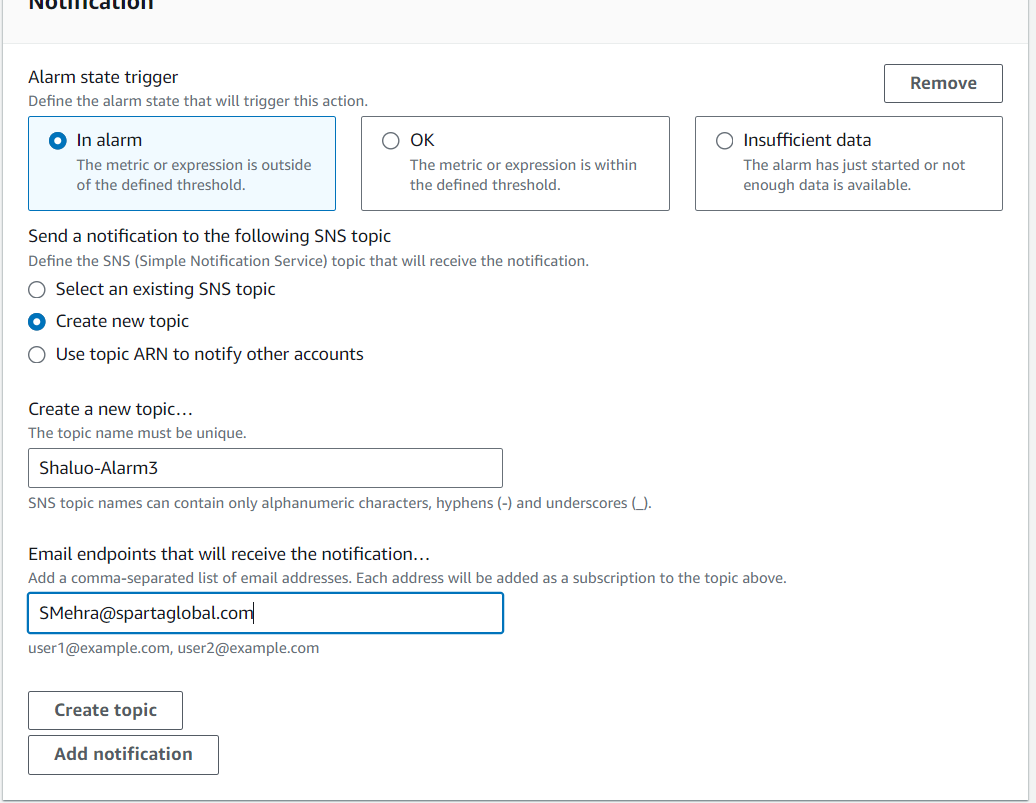 Notification
Alarm state trigger
Define the alarm state that will trigger this action.
Remove
In alarm
The metric or expression is outside
of the defined threshold.
OK
The metric or expression is within
the defined threshold.
Insufficient data
The alarm has just started or not
enough data is available.
Send a notification to the following SNS topic
Define the SNS (Simple Notification Service) topic that will receive the notification.
Select an existing SNS topic
Create new topic
Use topic ARN to notify other accounts
Create a new topic…
The topic name must be unique.
Shaluo-Alarm3
SNS topic names can contain only alphanumeric characters, hyphens (-) and underscores (_).
Email endpoints that will receive the notification…
Add a comma-separated list of email addresses. Each address will be added as a subscription to the topic above.
SMehra@spartaglobal.com
user1@example.com, user2@example.com
Create topic
Add notification